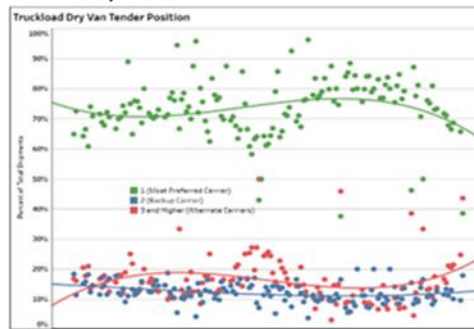 Truckload Dry Van Tender Position
100%
90%
80%
70%
60%
50%
40%
30%
20%
10%
0%
Percent of Total Shipments
1 (Most Preferred Carrier)
2 (Backup Carrier)
3 and Higher (Alternate Carriers)